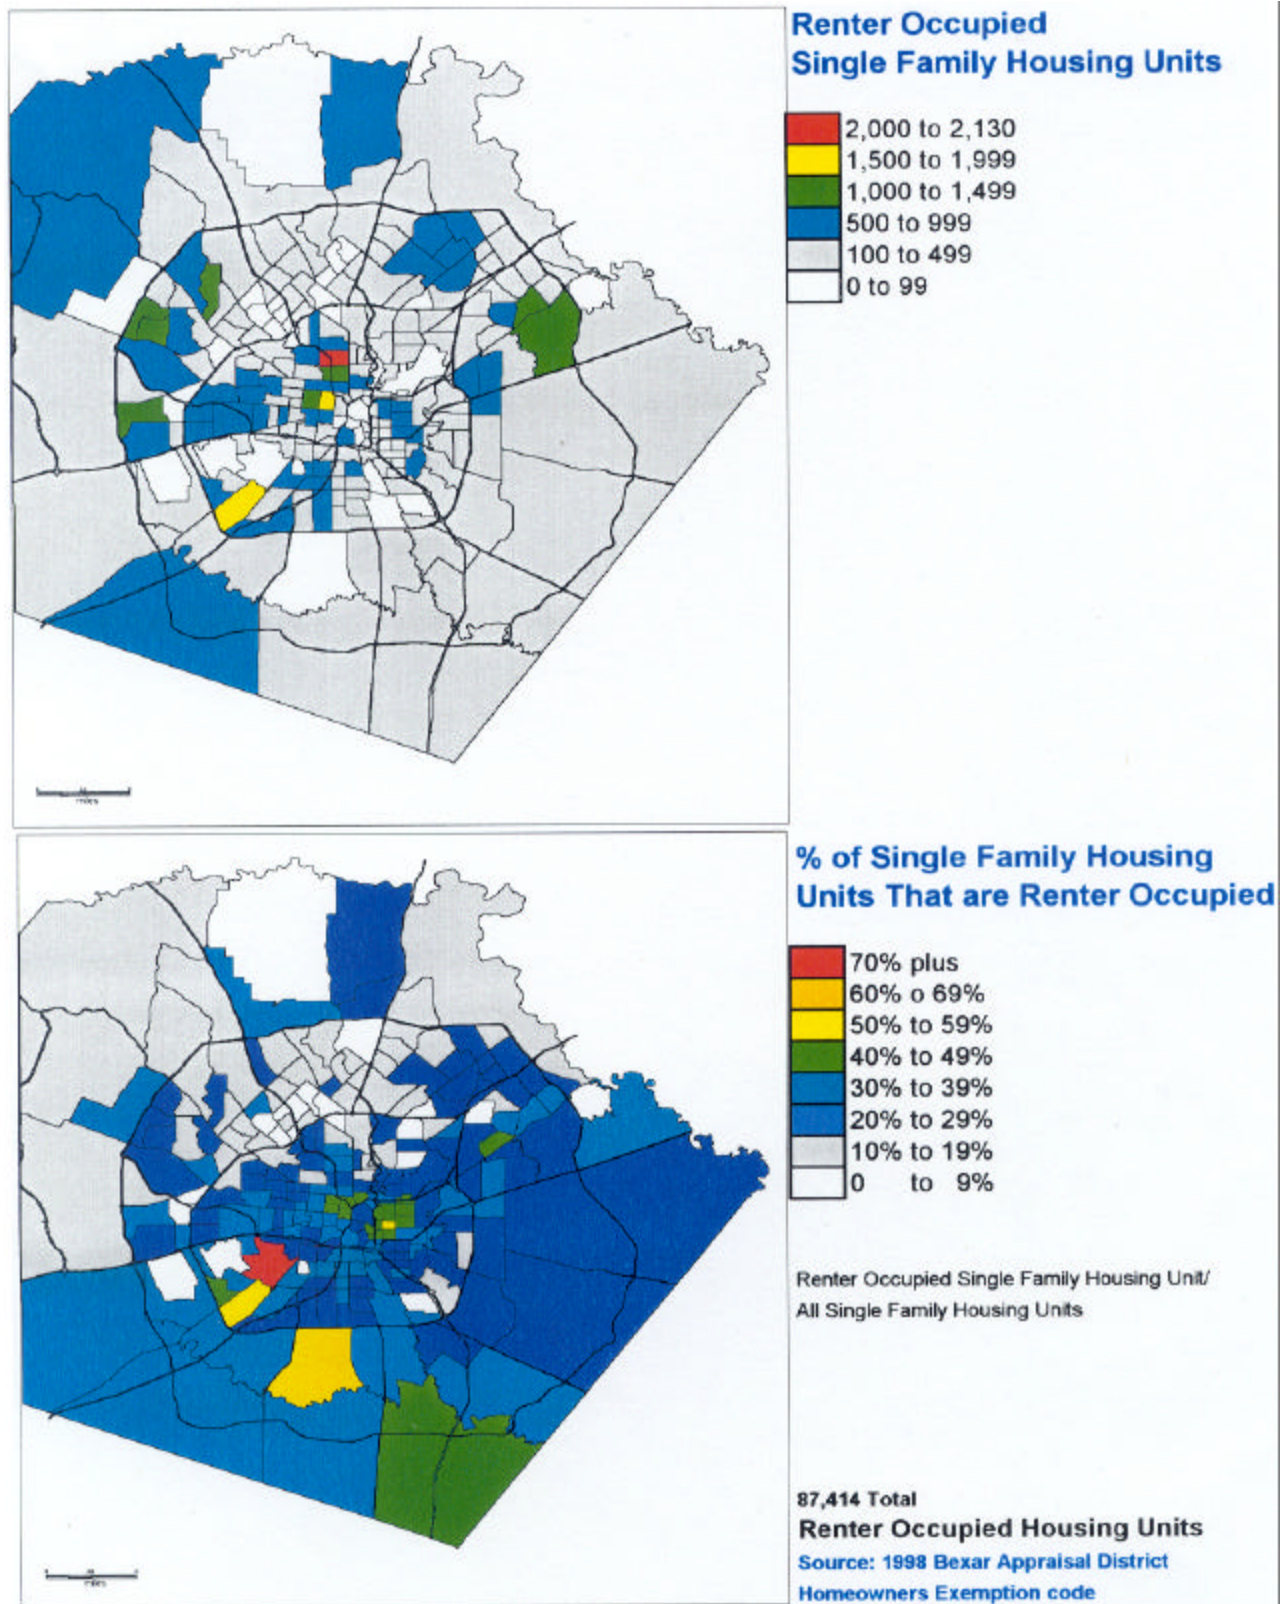 Renter Occupied
Single Family Housing Units
2,000 to 2,130
1,500 to 1,999
1,000 to 1,499
500 to 999
100 to 499
0 to 99
miles
% of Single Family Housing
Units That are Renter Occupied
70% plus
60% o 69%
50% to 59%
40% to 49%
30% to 39%
20% to 29%
10% to 19%
0 to 9%
Renter Occupied Single Family Housing Unit/
All Single Family Housing Units
87,414 Total
Renter Occupied Housing Units
Source: 1998 Bexar Appraisal District
Homeowners Exemption code
miles